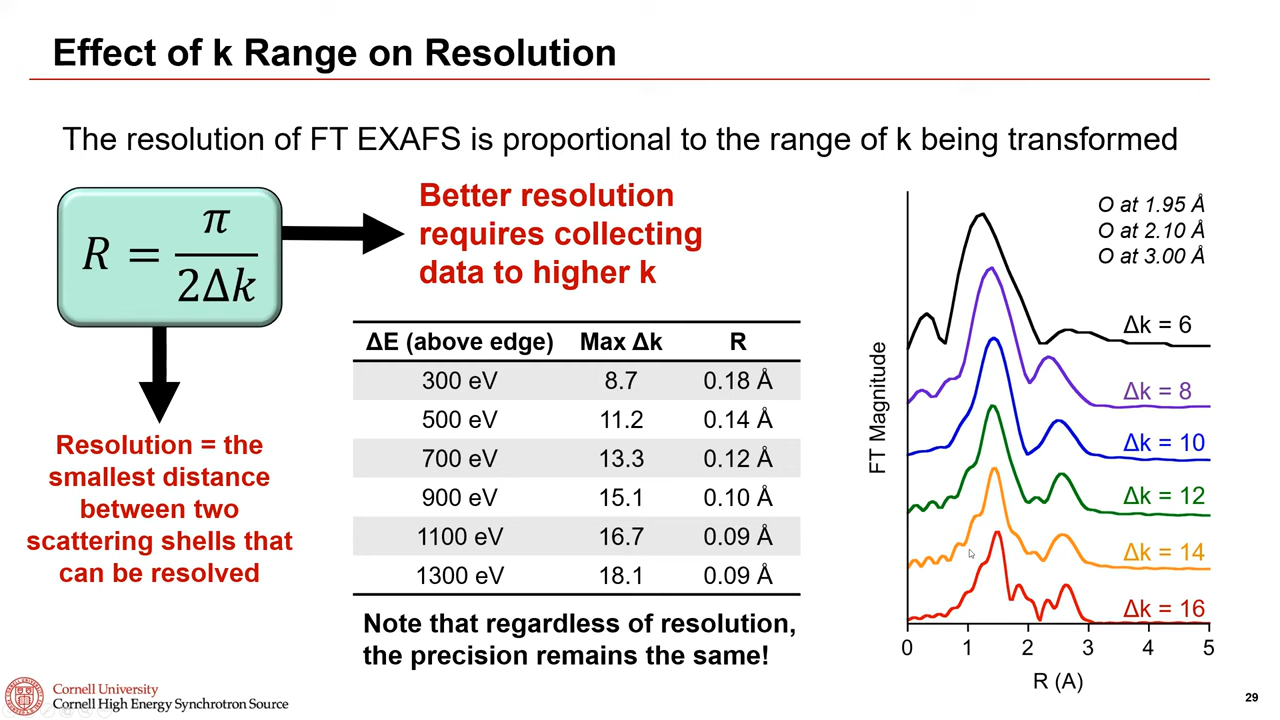 Effect of k Range on Resolution
The resolution of FT EXAFS is proportional to the range of k being transformed
R = π / 2Δk
Better resolution
requires collecting
data to higher k
Resolution = the
smallest distance
between two
scattering shells that
can be resolved
ΔE (above edge) Max Δk R
300 eV 8.7 0.18 Å
500 eV 11.2 0.14 Å
700 eV 13.3 0.12 Å
900 eV 15.1 0.10 Å
1100 eV 16.7 0.09 Å
1300 eV 18.1 0.09 Å
Note that regardless of resolution,
the precision remains the same!
O at 1.95 Å
O at 2.10 Å
O at 3.00 Å
Δk = 6
Δk = 8
Δk = 10
Δk = 12
Δk = 14
Δk = 16
FT Magnitude
0 1 2 3 4 5
R (A)
Cornell University
Cornell High Energy Synchrotron Source
29